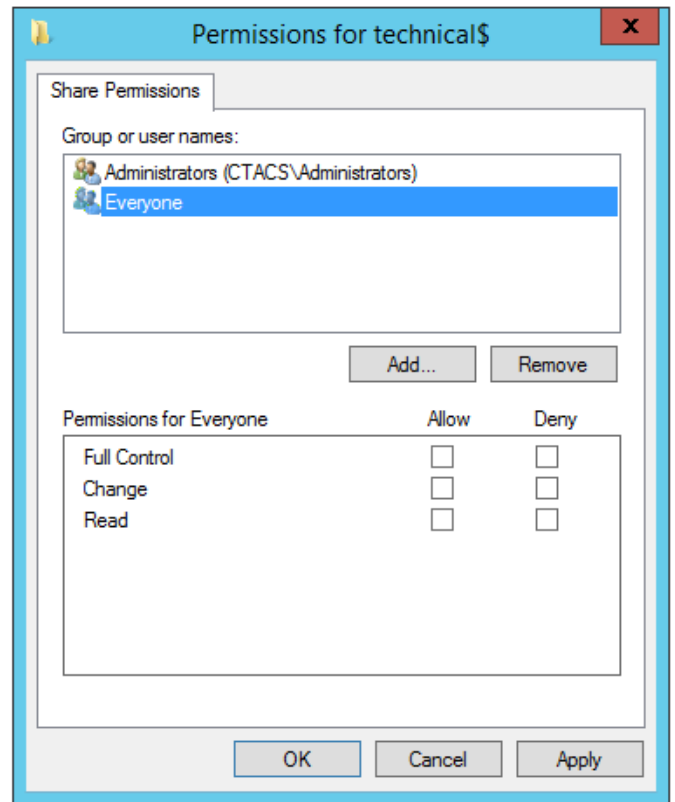 Permissions for technical$
x
Share Permissions
Group or user names:
Administrators (CTACS\Administrators)
Everyone
Add... Remove
Permissions for Everyone Allow Deny
Full Control
Change
Read
OK Cancel Apply